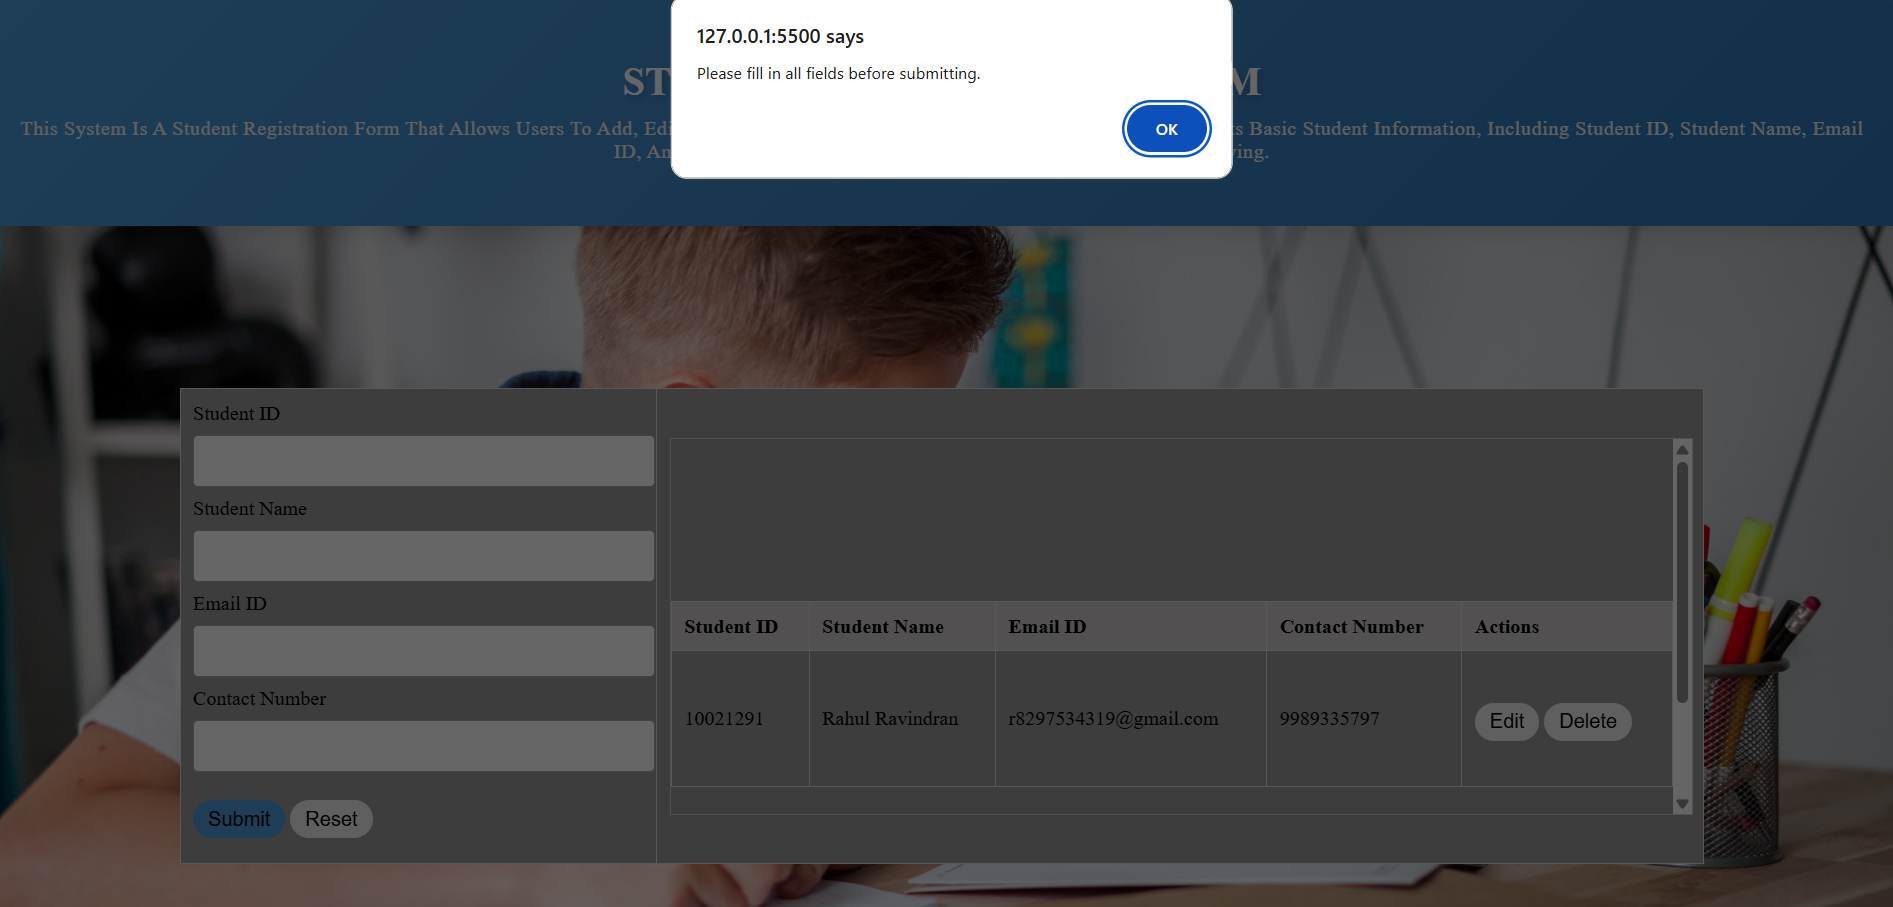 127.0.0.1:5500 says
Please fill in all fields before submitting.
OK
ST M
This System Is A Student Registration Form That Allows Users To Add, Edi s Basic Student Information, Including Student ID, Student Name, Email
ID, An ing.
Student ID
Student Name
Email ID
Contact Number
Submit Reset
Student ID Student Name Email ID Contact Number Actions
10021291 Rahul Ravindran r8297534319@gmail.com 9989335797 Edit Delete